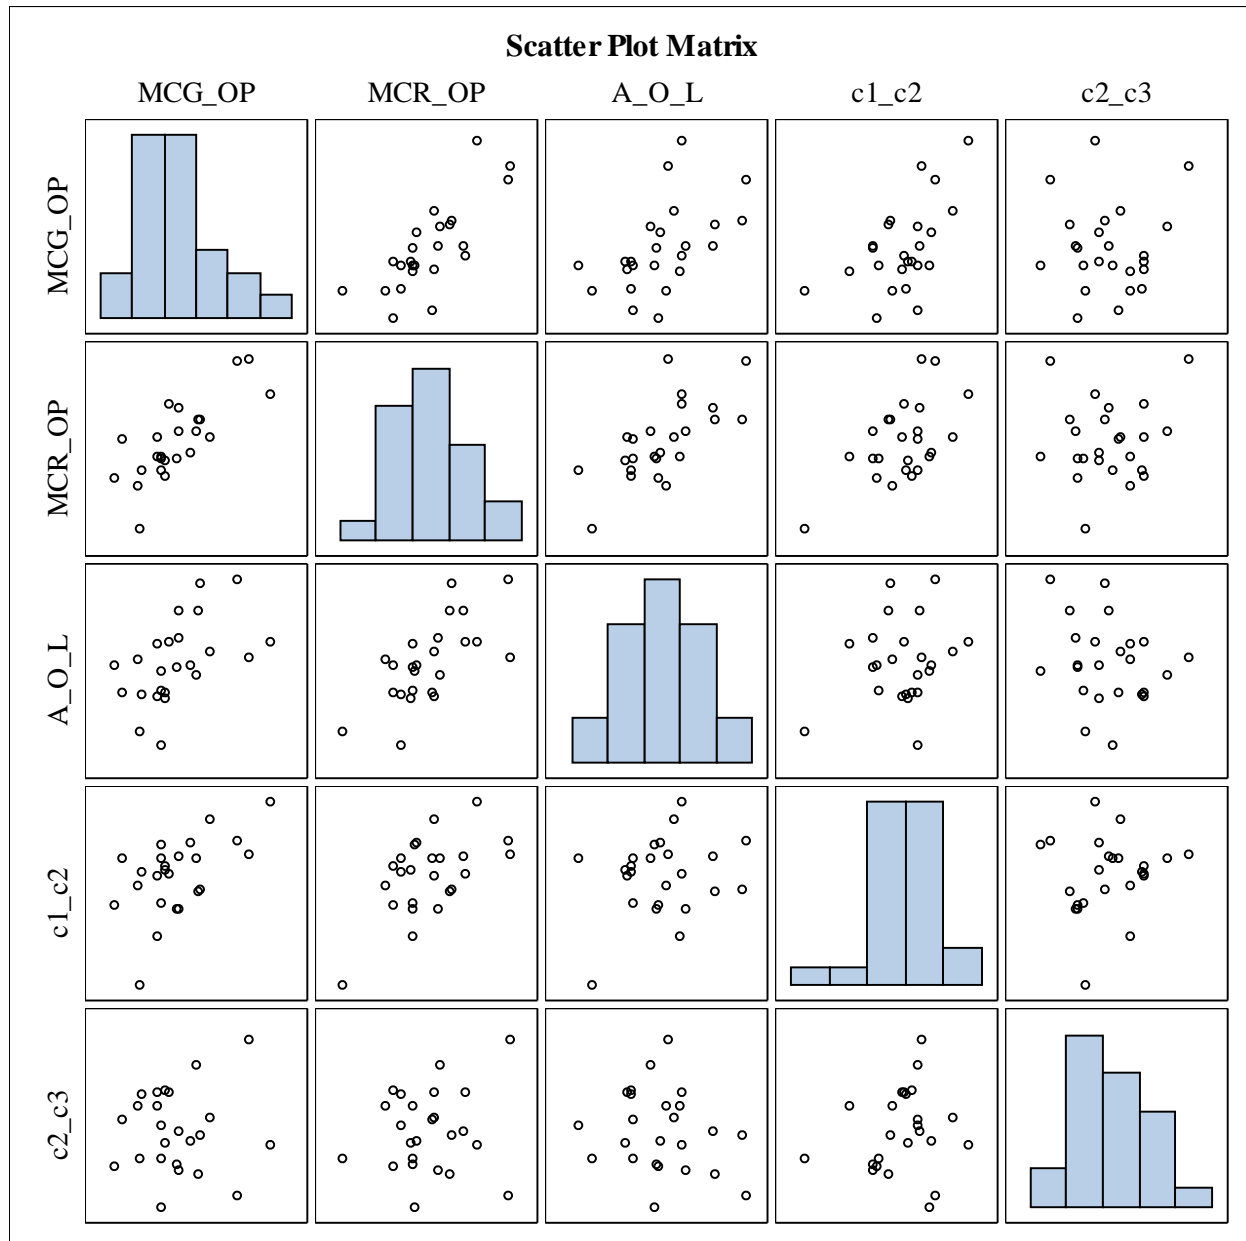 Scatter Plot Matrix
MCG_OP MCR_OP A_O_L c1_c2 c2_c3
MCG_OP
MCR_OP
A_O_L
c1_c2
c2_c3